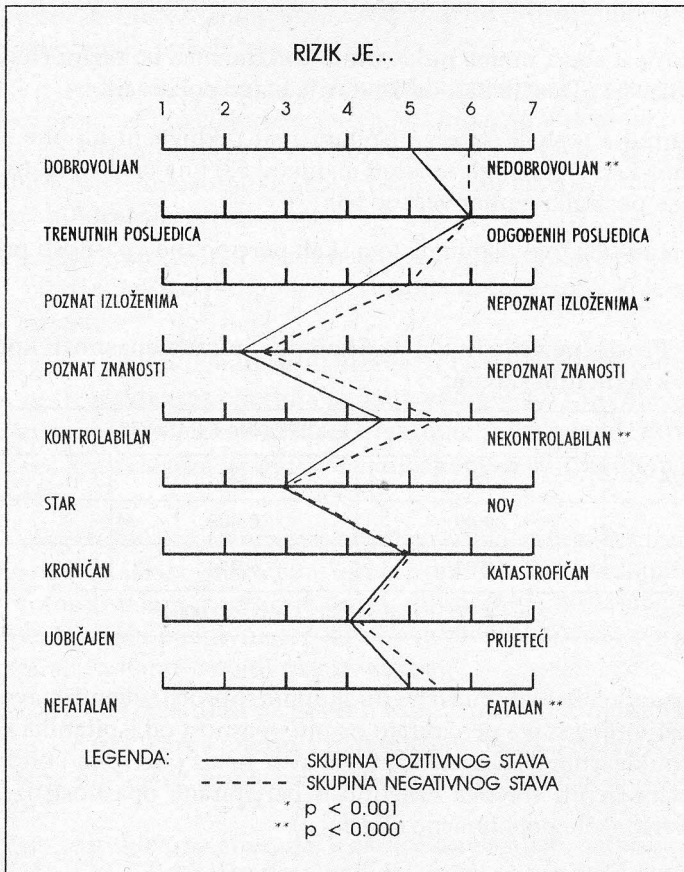 RIZIK JE...
1 2 3 4 5 6 7
DOBROVOLJAN NEDOBROVOLJAN **
TRENUTNIH POSLJEDICA ODGOĐENIH POSLJEDICA
POZNAT IZLOŽENIMA NEPOZNAT IZLOŽENIMA *
POZNAT ZNANOSTI NEPOZNAT ZNANOSTI
KONTROLABILAN NEKONTROLABILAN **
STAR NOV
KRONIČAN KATASTROFIČAN
UOBIČAJEN PRIJETEĆI
NEFATALAN FATALAN **
LEGENDA: SKUPINA POZITIVNOG STAVA
SKUPINA NEGATIVNOG STAVA
* p < 0.001
** p < 0.000